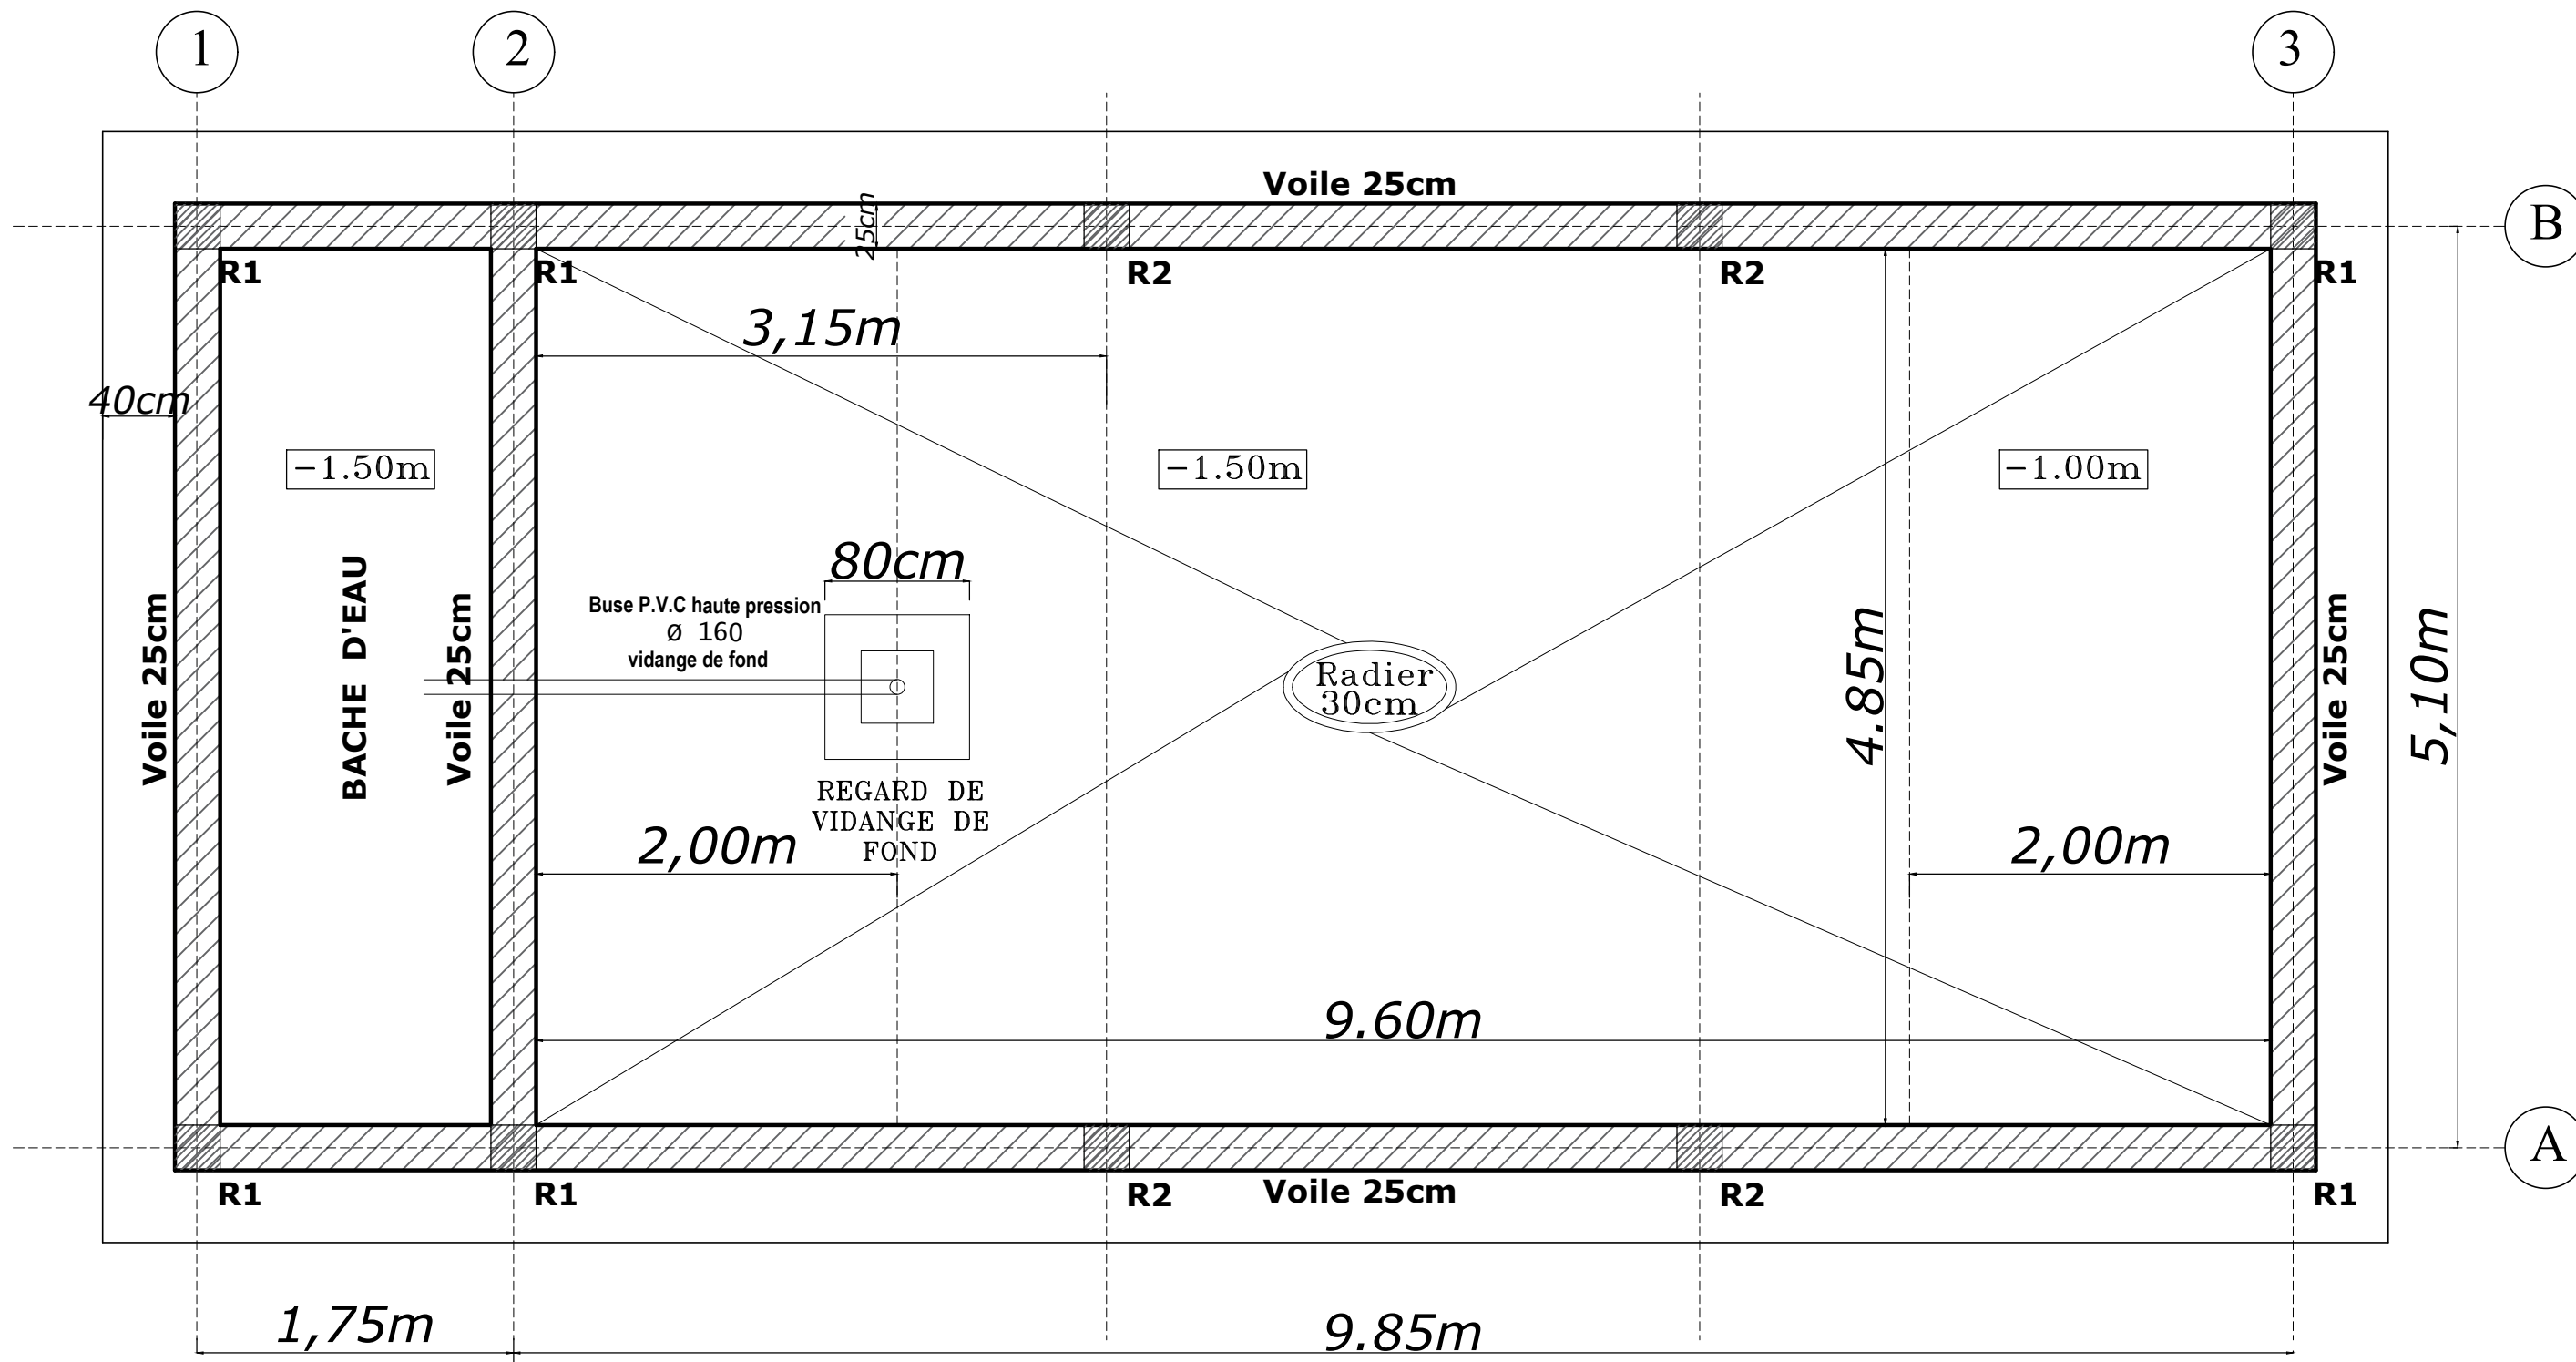 1
2
3
Voile 25cm
25cm
B
R1
R1
R2
R2
R1
3,15m
40cm
-1.50m
-1.50m
-1.00m
80cm
Buse P.V.C haute pression
ø 160
vidange de fond
Voile 25cm
BACHE D'EAU
Voile 25cm
Radier
30cm
4.85m
Voile 25cm
5,10m
REGARD DE
VIDANGE DE
FOND
2,00m
2,00m
9.60m
A
R1
R1
R2
Voile 25cm
R2
R1
1,75m
9.85m